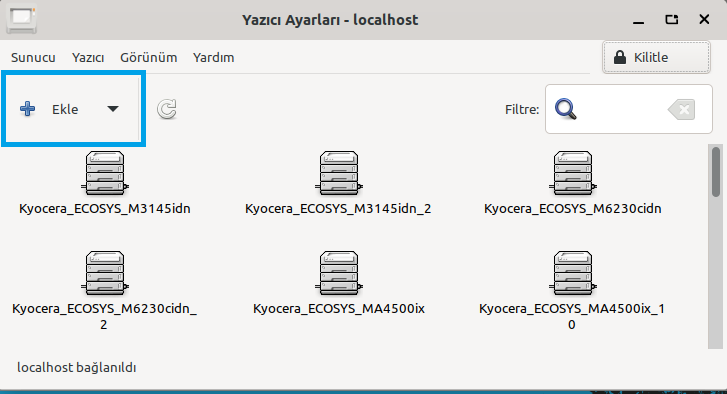 Yazıcı Ayarları - localhost
Sunucu Yazıcı Görünüm Yardım
Kilitle
Ekle
Filtre:
Kyocera_ECOSYS_M3145idn
Kyocera_ECOSYS_M3145idn_2
Kyocera_ECOSYS_M6230cidn
Kyocera_ECOSYS_M6230cidn_
2
Kyocera_ECOSYS_MA4500ix
Kyocera_ECOSYS_MA4500ix_1
0
localhost bağlanıldı